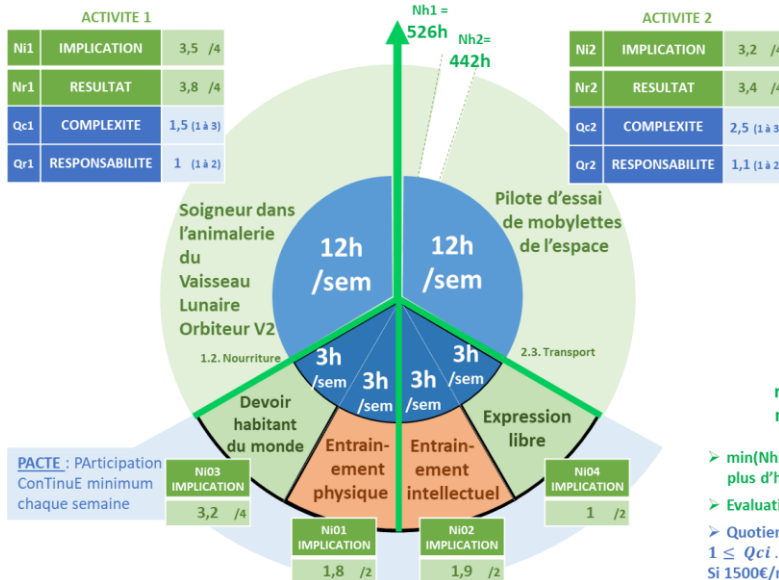 ACTIVITE 1
Ni1 IMPLICATION 3,5 /4
Nr1 RESULTAT 3,8 /4
Qc1 COMPLEXITE 1,5 (1 à 3)
Qr1 RESPONSABILITE 1 (1 à 2)
Nh1 =
526h
Nh2=
442h
ACTIVITE 2
Ni2 IMPLICATION 3,2 /4
Nr2 RESULTAT 3,4 /4
Qc2 COMPLEXITE 2,5 (1 à 3
Qr2 RESPONSABILITE 1,1 (1 à 2
Soigneur dans
l'animalerie
du
Vaisseau
Lunaire
Orbiteur V2
1.2. Nourriture
12h
/sem
12h
/sem
Pilote d'essai
de mobylettes
de l'espace
2.3. Transport
3h
/sem
3h
/sem
3h
/sem
3h
/sem
Devoir
habitant
du monde
Entrain-
ement
physique
Entrain-
ement
intellectuel
Expression
libre
PACTE : PArticipation
ConTinuE minimum
chaque semaine
Ni03
IMPLICATION
3,2 /4
Ni01
IMPLICATION
1,8 /2
Ni02
IMPLICATION
1,9 /2
Ni04
IMPLICATION
1 /2
➢ min(Nhi
plus d'h
➢ Evaluati
➢ Quotien
1 ≤ Qci .
Si 1500€/